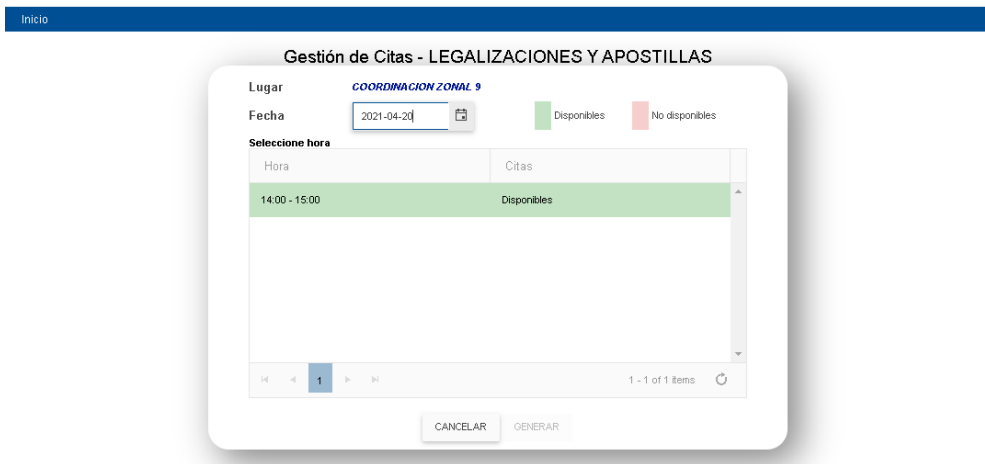 Inicio
Gestión de Citas - LEGALIZACIONES Y APOSTILLAS
Lugar COORDINACION ZONAL 9
Fecha 2021-04-20 Disponibles No disponibles
Seleccione hora
Hora Citas
14:00 - 15:00 Disponibles
1 1 - 1 of 1 items
CANCELAR GENERAR